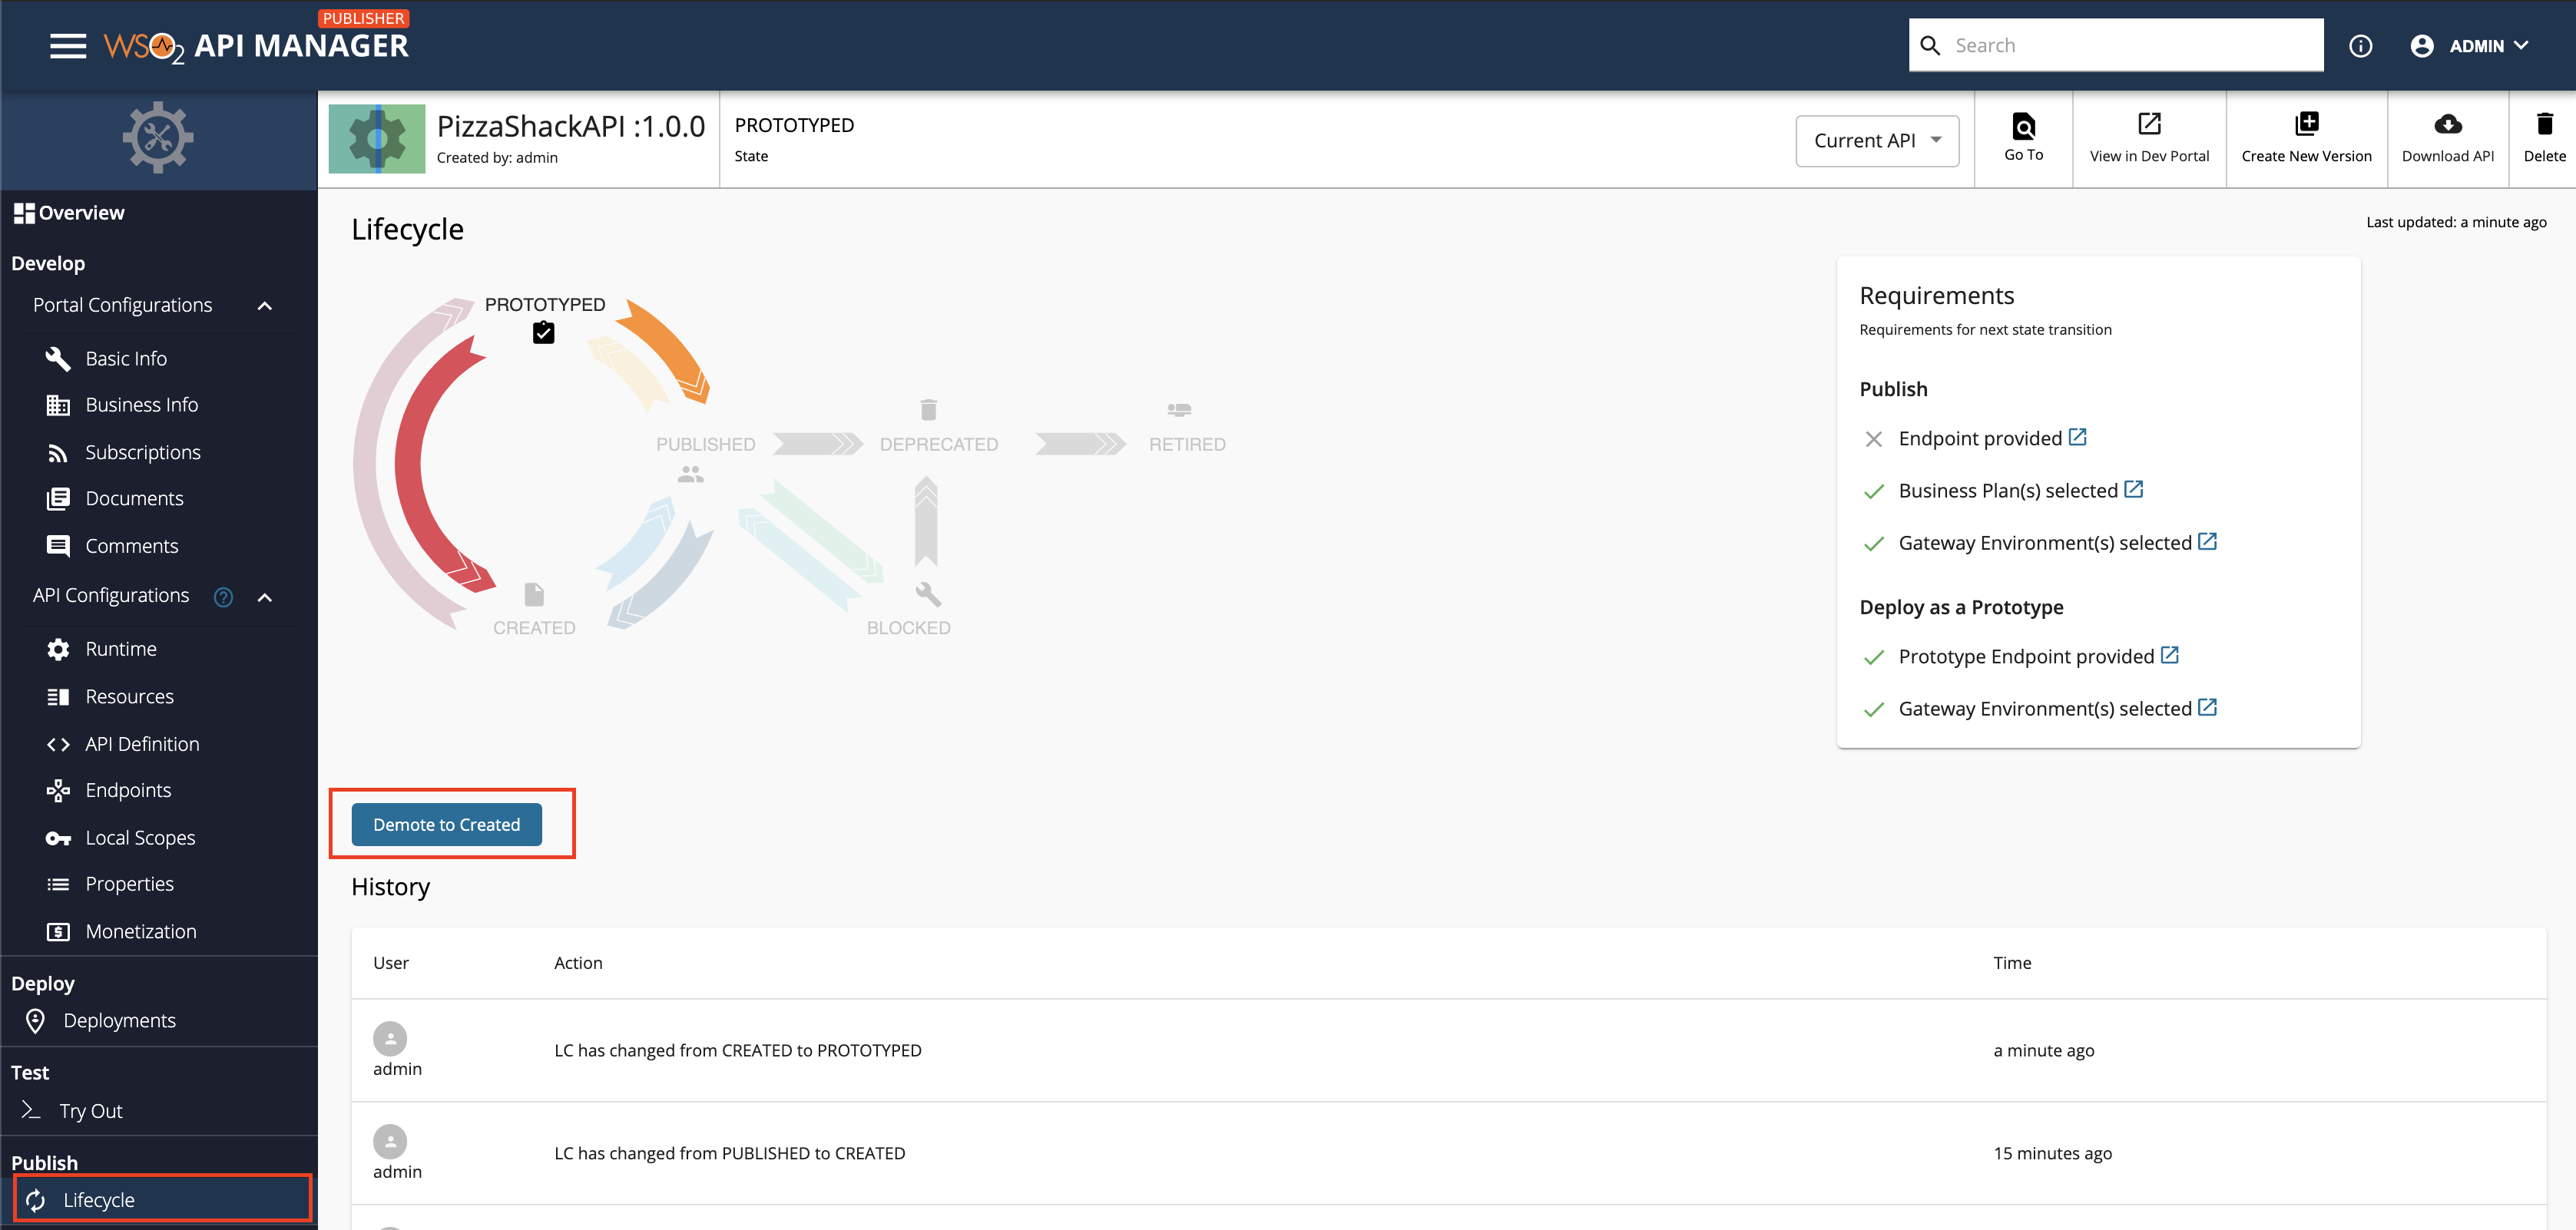 PUBLISHER
WSO2 API MANAGER
Search
ADMIN
PizzaShackAPI :1.0.0
Created by: admin
PROTOTYPED
State
Current API
Go To
View in Dev Portal
Create New Version
Download API
Delete
Overview
Develop
Portal Configurations
Basic Info
Business Info
Subscriptions
Documents
Comments
API Configurations
Runtime
Resources
API Definition
Endpoints
Local Scopes
Properties
Monetization
Deploy
Deployments
Test
Try Out
Publish
Lifecycle
Lifecycle
Last updated: a minute ago
PROTOTYPED
PUBLISHED
DEPRECATED
RETIRED
CREATED
BLOCKED
Requirements
Requirements for next state transition
Publish
Endpoint provided
Business Plan(s) selected
Gateway Environment(s) selected
Deploy as a Prototype
Prototype Endpoint provided
Gateway Environment(s) selected
Demote to Created
History
User Action Time
admin LC has changed from CREATED to PROTOTYPED a minute ago
admin LC has changed from PUBLISHED to CREATED 15 minutes ago